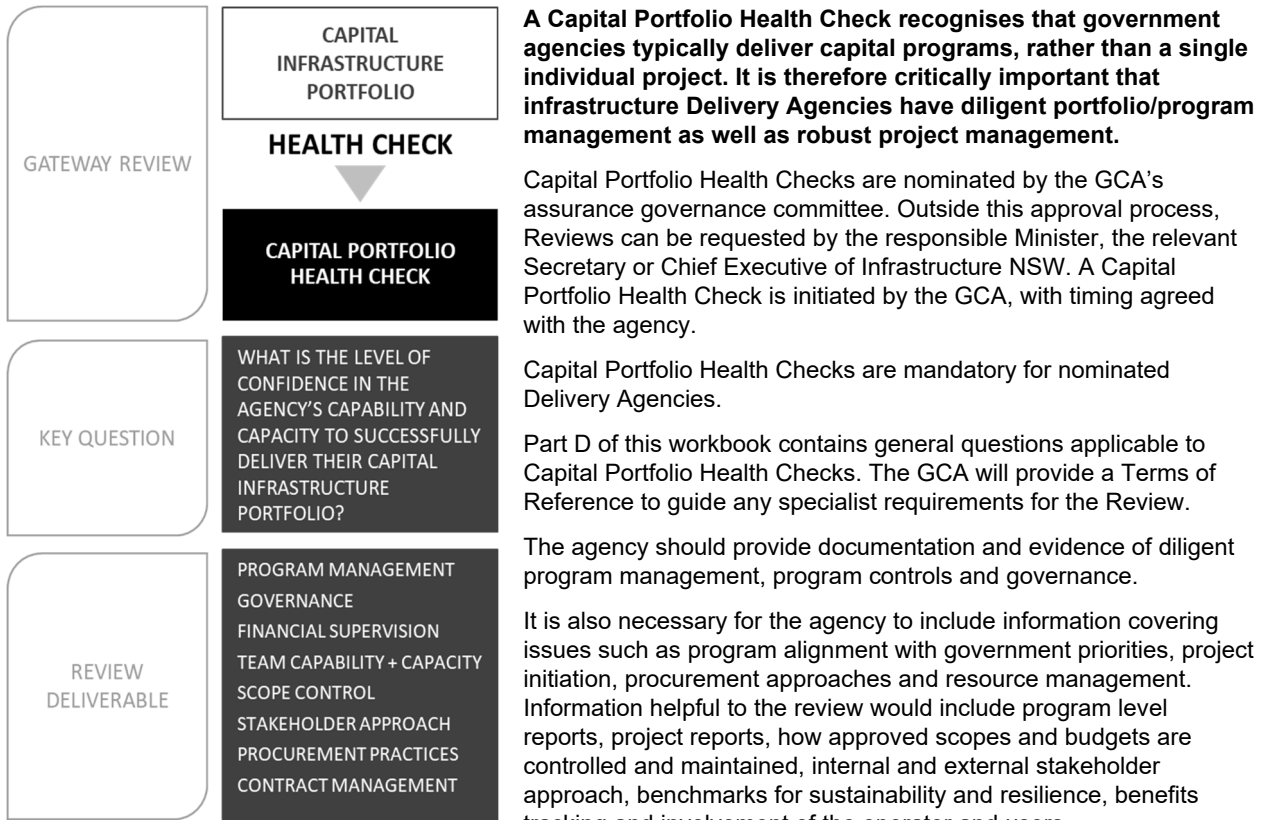 GATEWAY REVIEW
CAPITAL
INFRASTRUCTURE
PORTFOLIO
HEALTH CHECK
CAPITAL PORTFOLIO
HEALTH CHECK
KEY QUESTION
WHAT IS THE LEVEL OF
CONFIDENCE IN THE
AGENCY'S CAPABILITY AND
CAPACITY TO SUCCESSFULLY
DELIVER THEIR CAPITAL
INFRASTRUCTURE
PORTFOLIO?
REVIEW
DELIVERABLE
PROGRAM MANAGEMENT
GOVERNANCE
FINANCIAL SUPERVISION
TEAM CAPABILITY + CAPACITY
SCOPE CONTROL
STAKEHOLDER APPROACH
PROCUREMENT PRACTICES
CONTRACT MANAGEMENT
A Capital Portfolio Health Check recognises that government
agencies typically deliver capital programs, rather than a single
individual project. It is therefore critically important that
infrastructure Delivery Agencies have diligent portfolio/program
management as well as robust project management.
Capital Portfolio Health Checks are nominated by the GCA's
assurance governance committee. Outside this approval process,
Reviews can be requested by the responsible Minister, the relevant
Secretary or Chief Executive of Infrastructure NSW. A Capital
Portfolio Health Check is initiated by the GCA, with timing agreed
with the agency.
Capital Portfolio Health Checks are mandatory for nominated
Delivery Agencies.
Part D of this workbook contains general questions applicable to
Capital Portfolio Health Checks. The GCA will provide a Terms of
Reference to guide any specialist requirements for the Review.
The agency should provide documentation and evidence of diligent
program management, program controls and governance.
It is also necessary for the agency to include information covering
issues such as program alignment with government priorities, project
initiation, procurement approaches and resource management.
Information helpful to the review would include program level
reports, project reports, how approved scopes and budgets are
controlled and maintained, internal and external stakeholder
approach, benchmarks for sustainability and resilience, benefits
tracking and involvement of the operator and users